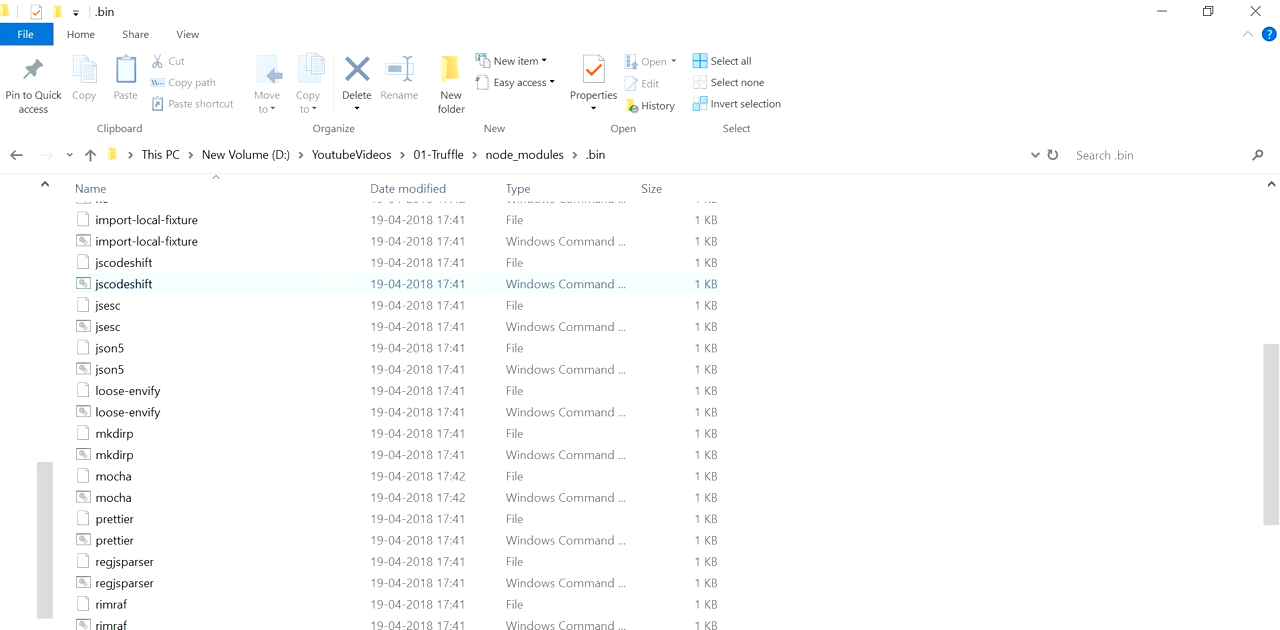 .bin
File Home Share View
Pin to Quick access
Copy
Paste
Cut
Copy path
Paste shortcut
Clipboard
Move to
Copy to
Delete
Rename
Organize
New folder
New item
Easy access
New
Properties
Open
Edit
History
Open
Select all
Select none
Invert selection
Select
This PC > New Volume (D:) > YoutubeVideos > 01-Truffle > node_modules > .bin
Search .bin
Name Date modified Type Size
import-local-fixture 19-04-2018 17:41 File 1 KB
import-local-fixture 19-04-2018 17:41 Windows Command ... 1 KB
jscodeshift 19-04-2018 17:41 File 1 KB
jscodeshift 19-04-2018 17:41 Windows Command ... 1 KB
jsesc 19-04-2018 17:41 File 1 KB
jsesc 19-04-2018 17:41 Windows Command ... 1 KB
json5 19-04-2018 17:41 File 1 KB
json5 19-04-2018 17:41 Windows Command ... 1 KB
loose-envify 19-04-2018 17:41 File 1 KB
loose-envify 19-04-2018 17:41 Windows Command ... 1 KB
mkdirp 19-04-2018 17:41 File 1 KB
mkdirp 19-04-2018 17:41 Windows Command ... 1 KB
mocha 19-04-2018 17:42 File 1 KB
mocha 19-04-2018 17:42 Windows Command ... 1 KB
prettier 19-04-2018 17:41 File 1 KB
prettier 19-04-2018 17:41 Windows Command ... 1 KB
regjsparser 19-04-2018 17:41 File 1 KB
regjsparser 19-04-2018 17:41 Windows Command ... 1 KB
rimraf 19-04-2018 17:41 File 1 KB
rimraf 19-04-2018 17:41 Windows Command ... 1 KB